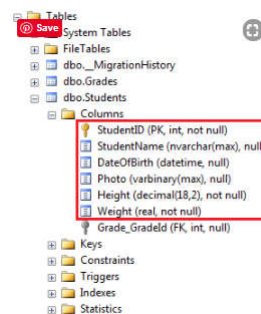 Tables
Save
System Tables
FileTables
dbo.__MigrationHistory
dbo.Grades
dbo.Students
Columns
StudentID (PK, int, not null)
StudentName (nvarchar(max), null)
DateOfBirth (datetime, null)
Photo (varbinary(max), null)
Height (decimal(18,2), not null)
Weight (real, not null)
Grade_GradeId (FK, int, null)
Keys
Constraints
Triggers
Indexes
Statistics